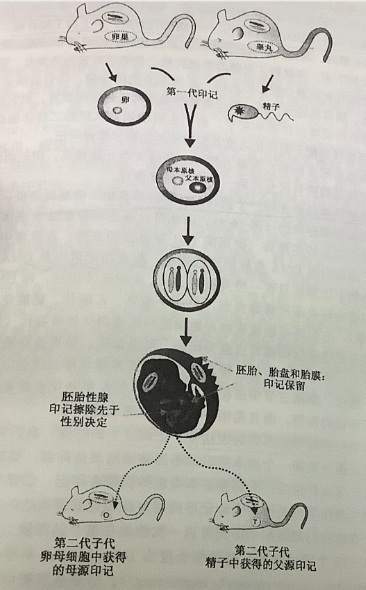 卵巢
睾丸
卵
第一代印记
精子
母本原核
父本原核
胚胎、胎盘和胎膜:
印记保留
胚胎性腺
印记擦除先于
性别决定
第二代子代
卵母细胞中获得
的母源印记
第二代子代
精子中获得的父源印记